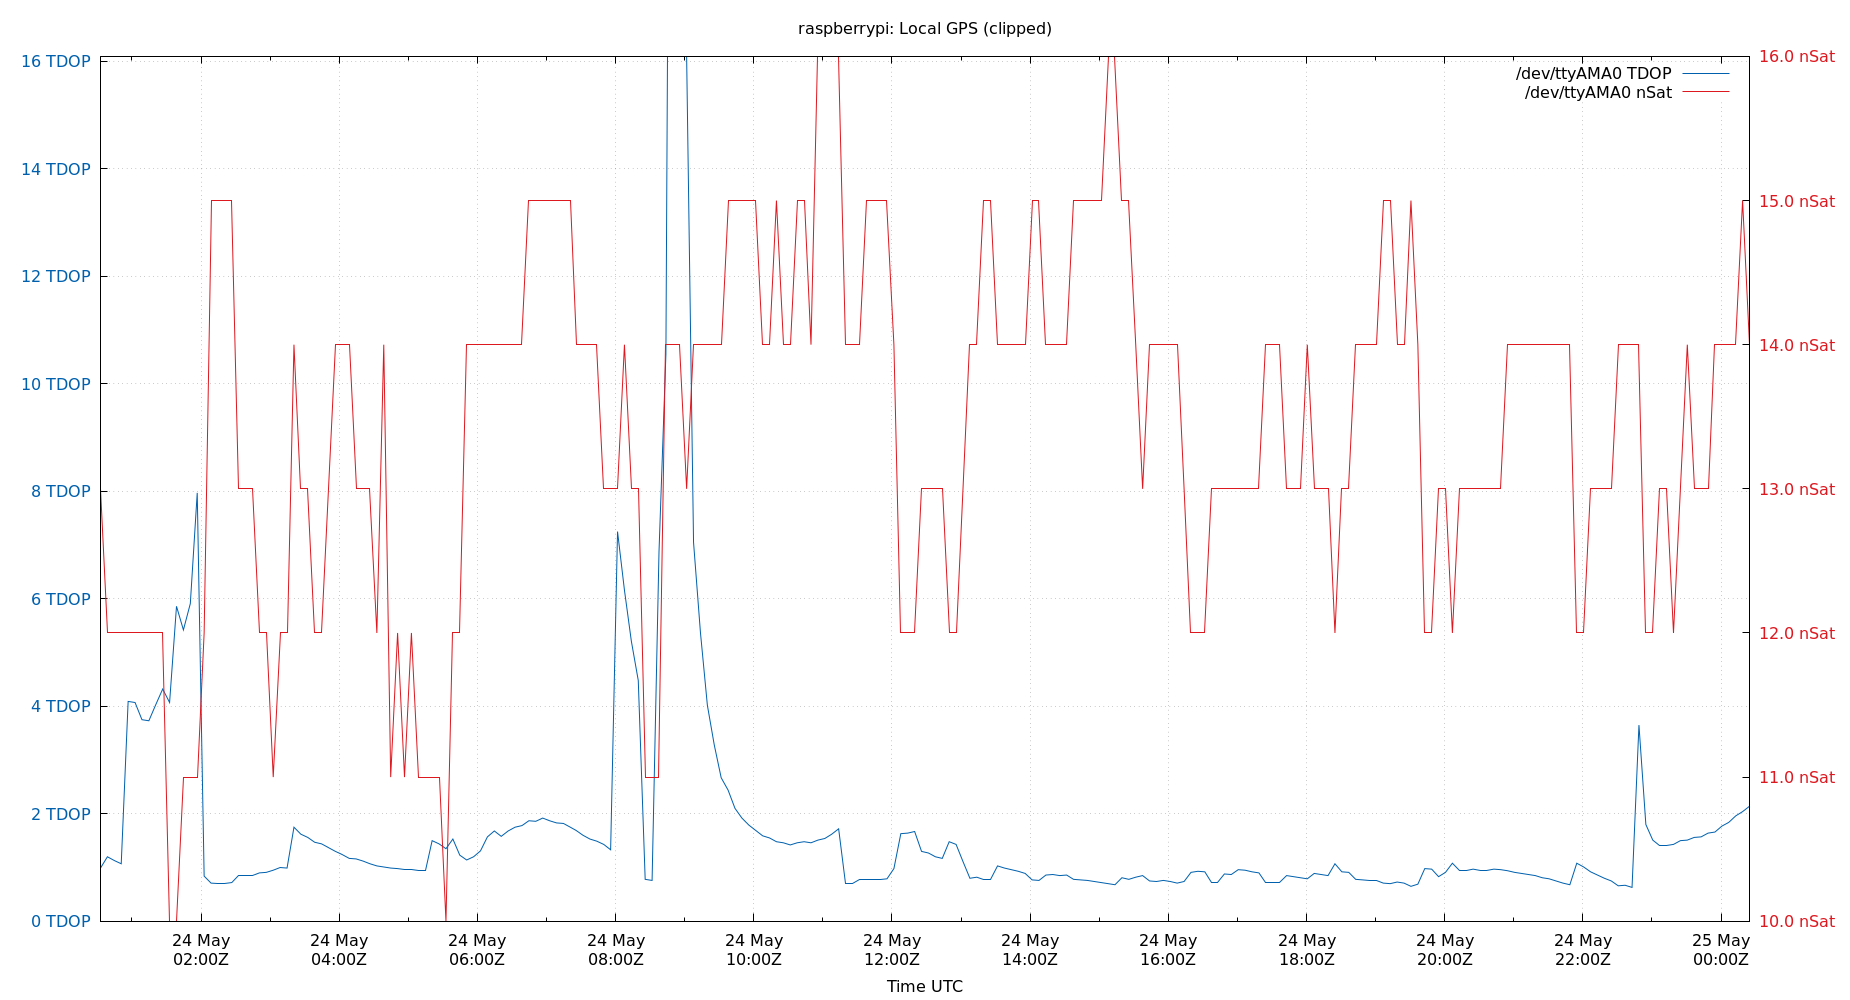 raspberrypi: Local GPS (clipped)
/dev/ttyAMA0 TDOP
/dev/ttyAMA0 nSat
16 TDOP
14 TDOP
12 TDOP
10 TDOP
8 TDOP
6 TDOP
4 TDOP
2 TDOP
0 TDOP
16.0 nSat
15.0 nSat
14.0 nSat
13.0 nSat
12.0 nSat
11.0 nSat
10.0 nSat
24 May 24 May 24 May 24 May 24 May 24 May 24 May 24 May 24 May 24 May 24 May 25 May
02:00Z 04:00Z 06:00Z 08:00Z 10:00Z 12:00Z 14:00Z 16:00Z 18:00Z 20:00Z 22:00Z 00:00Z
Time UTC